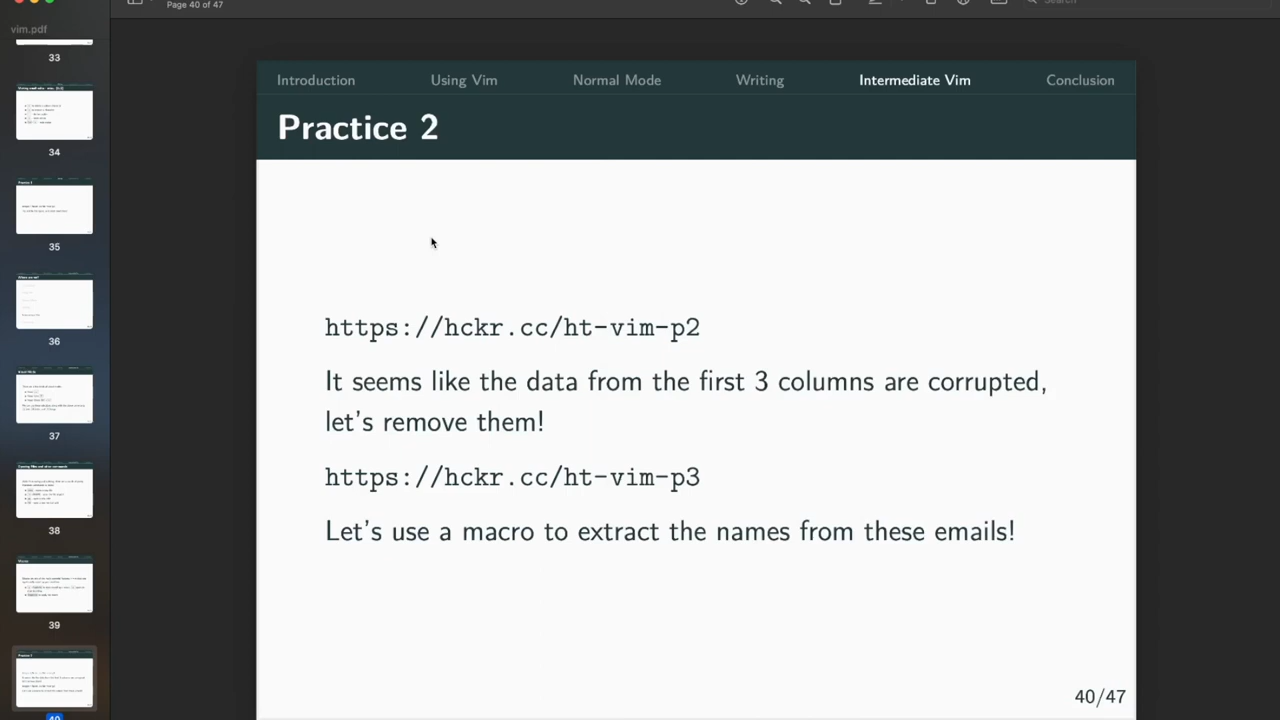 Page 40 of 47
Search
vim.pdf
33
34
35
36
37
38
39
40
Introduction Using Vim Normal Mode Writing Intermediate Vim Conclusion
Practice 2
https://hckr.cc/ht-vim-p2
It seems like the data from the first 3 columns are corrupted,
let's remove them!
https://hckr.cc/ht-vim-p3
Let's use a macro to extract the names from these emails!
40/47